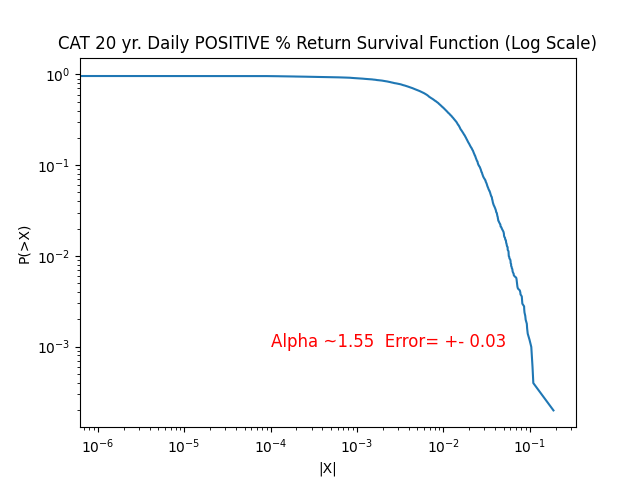 CAT 20 yr. Daily POSITIVE % Return Survival Function (Log Scale)
P(>X)
10⁰
10⁻¹
10⁻²
10⁻³
Alpha ~1.55  Error= +- 0.03
10⁻⁶ 10⁻⁵ 10⁻⁴ 10⁻³ 10⁻² 10⁻¹
|X|